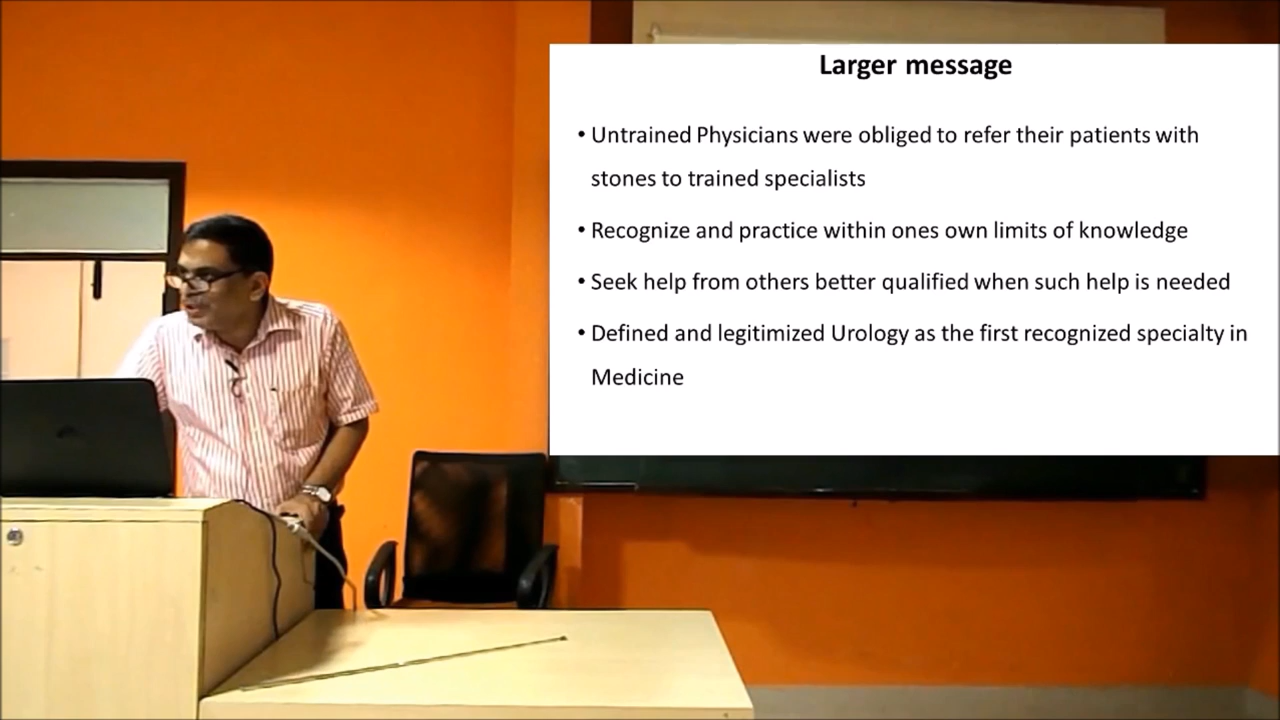 Larger message
• Untrained Physicians were obliged to refer their patients with
stones to trained specialists
• Recognize and practice within ones own limits of knowledge
• Seek help from others better qualified when such help is needed
• Defined and legitimized Urology as the first recognized specialty in
Medicine